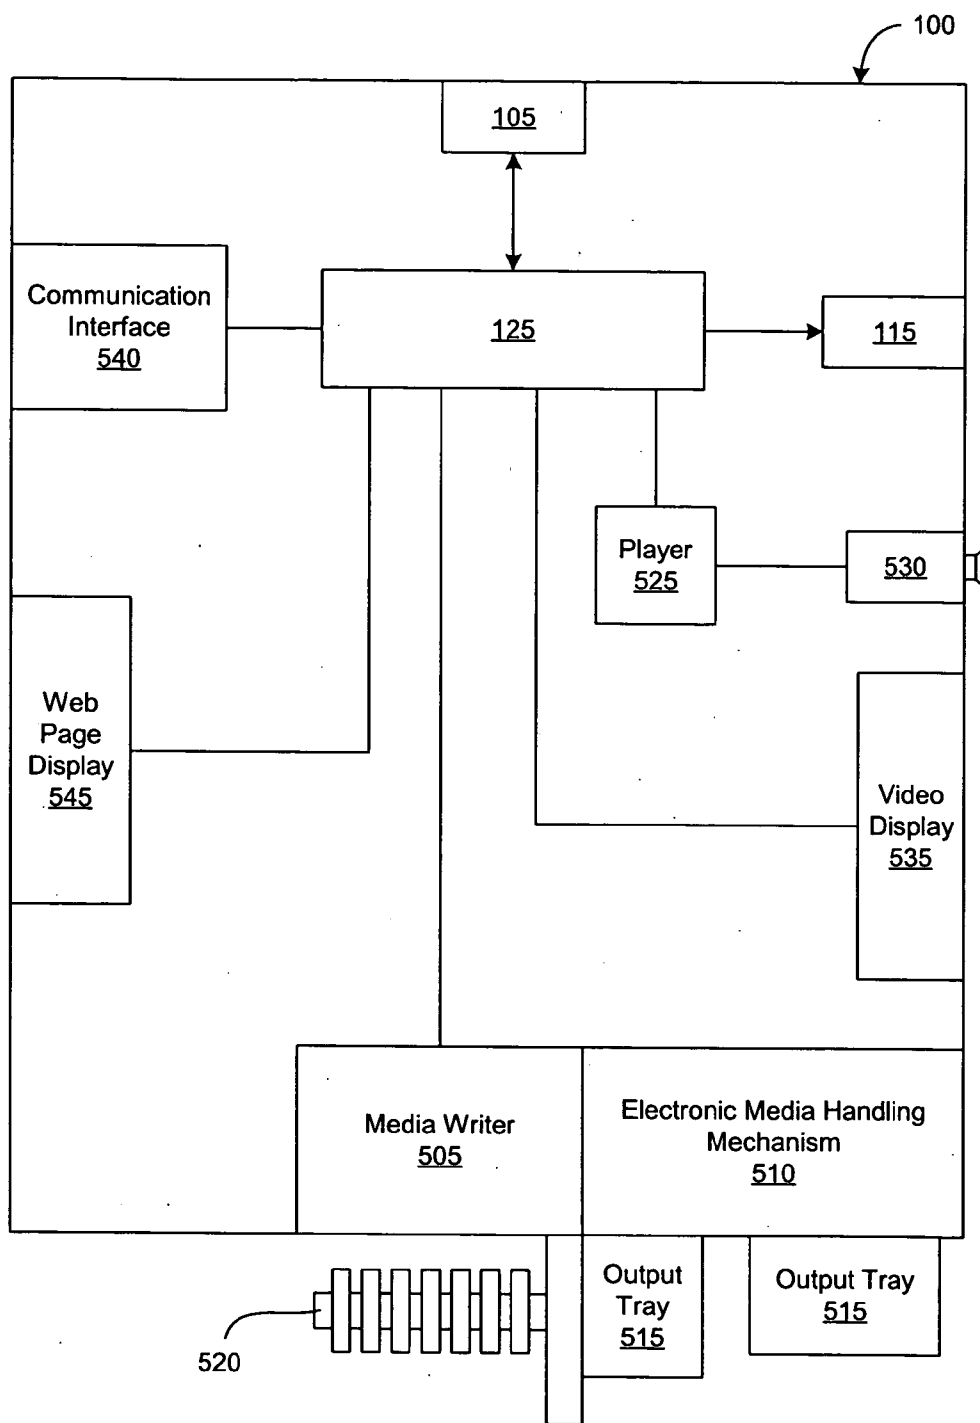 100
105
Communication
Interface
540
125
115
Player
525
530
Web
Page
Display
545
Video
Display
535
Media Writer
505
Electronic Media Handling
Mechanism
510
Output
Tray
515
Output Tray
515
520